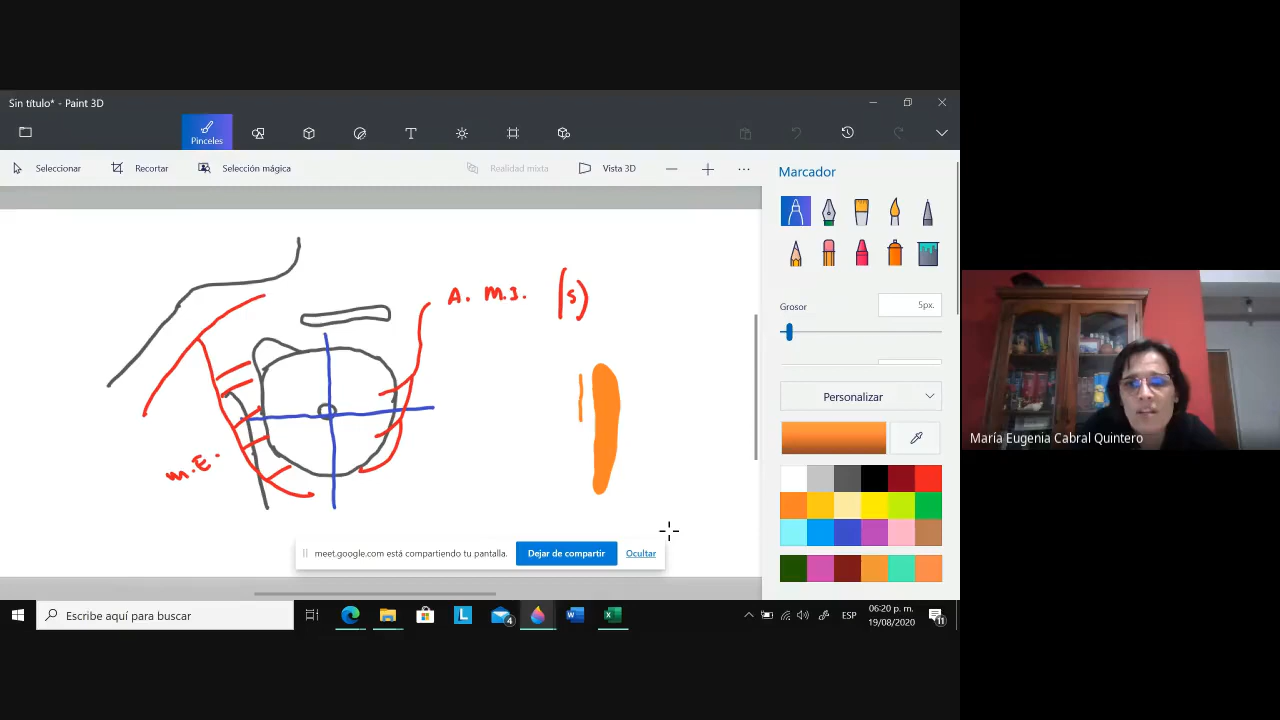 Sin título* - Paint 3D
Pinceles
Seleccionar
Recortar
Selección mágica
Realidad mixta
Vista 3D
Marcador
Grosor
5px.
Personalizar
A. M.I. (s)
M.E.
meet.google.com está compartiendo tu pantalla.
Dejar de compartir
Ocultar
María Eugenia Cabral Quintero
Escribe aquí para buscar
L
4
W
X
ESP
06:20 p. m.
19/08/2020
11